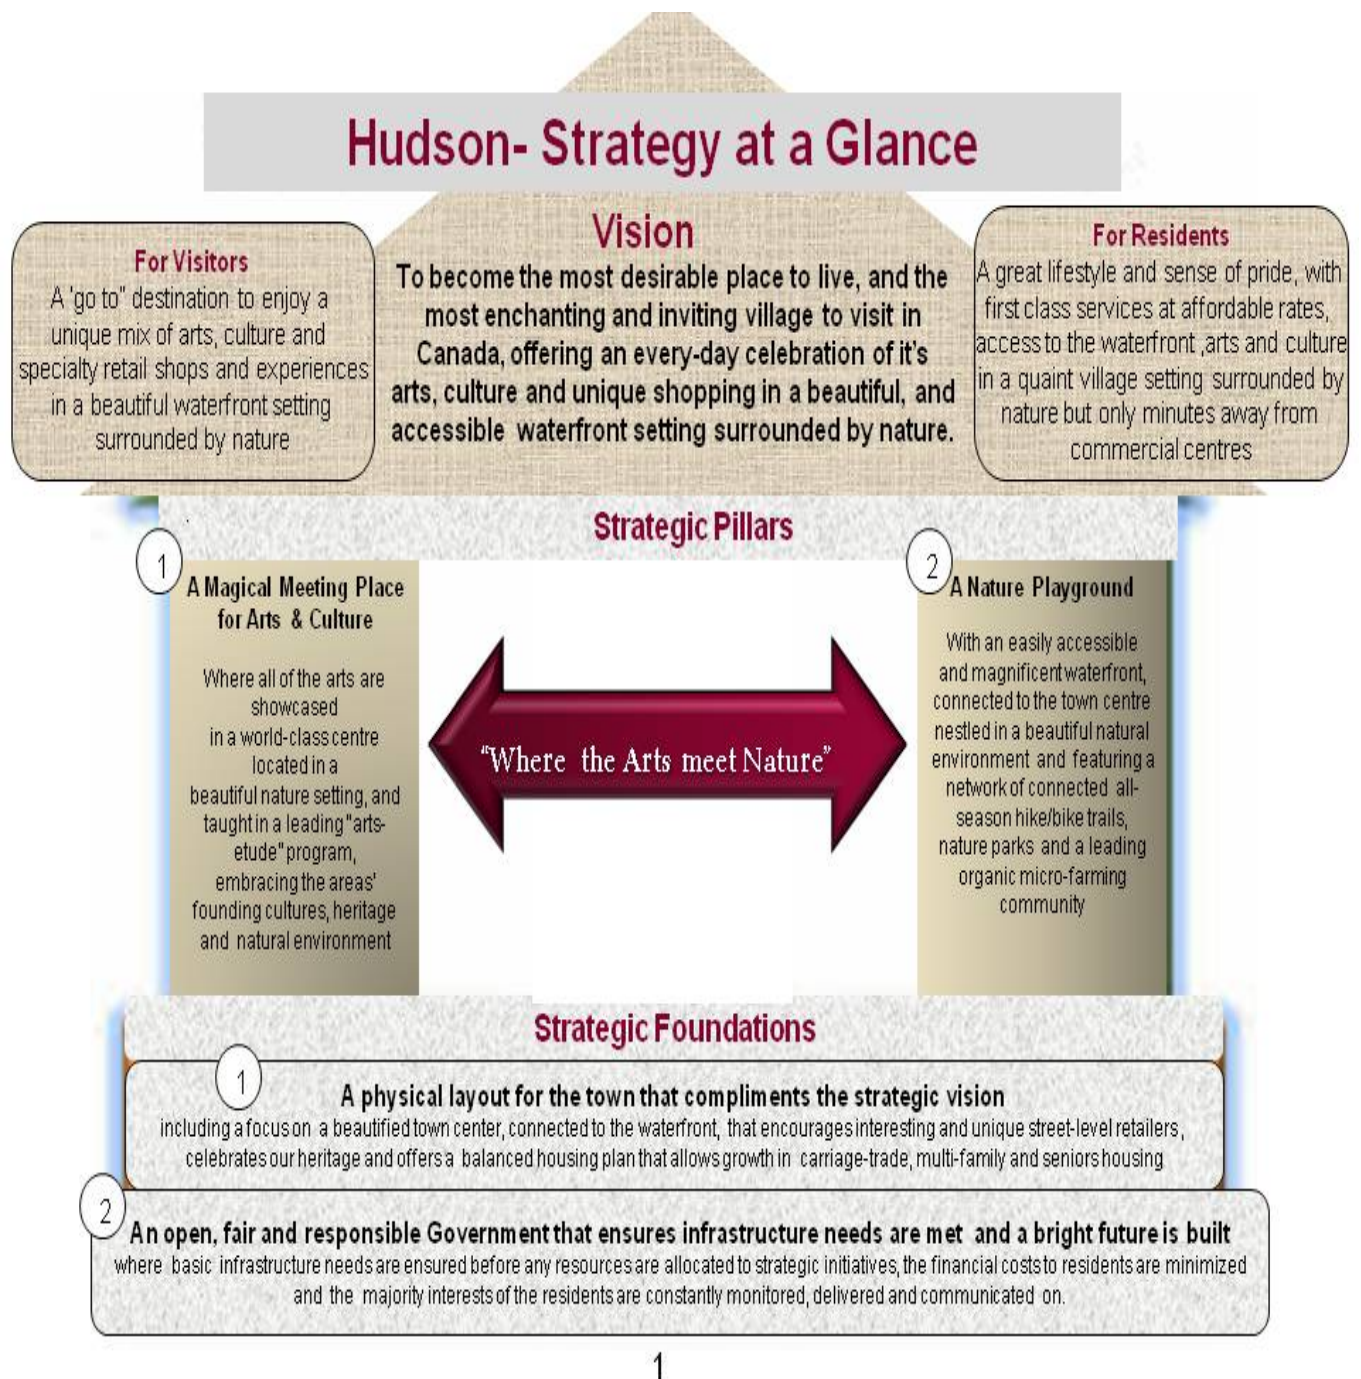 Hudson- Strategy at a Glance
Vision
To become the most desirable place to live, and the
most enchanting and inviting village to visit in
Canada, offering an every-day celebration of it's
arts, culture and unique shopping in a beautiful, and
accessible waterfront setting surrounded by nature.
For Visitors
A 'go to" destination to enjoy a
unique mix of arts, culture and
specialty retail shops and experiences
in a beautiful waterfront setting
surrounded by nature
For Residents
A great lifestyle and sense of pride, with
first class services at affordable rates,
access to the waterfront ,arts and culture
in a quaint village setting surrounded by
nature but only minutes away from
commercial centres
Strategic Pillars
1
A Magical Meeting Place
for Arts & Culture
Where all of the arts are
showcased
in a world-class centre
located in a
beautiful nature setting, and
taught in a leading "arts-
etude" program,
embracing the areas'
founding cultures, heritage
and natural environment
"Where the Arts meet Nature"
2
A Nature Playground
With an easily accessible
and magnificent waterfront,
connected to the town centre
nestled in a beautiful natural
environment and featuring a
network of connected all-
season hike/bike trails,
nature parks and a leading
organic micro-farming
community
Strategic Foundations
1
A physical layout for the town that compliments the strategic vision
including a focus on a beautified town center, connected to the waterfront, that encourages interesting and unique street-level retailers,
celebrates our heritage and offers a balanced housing plan that allows growth in carriage-trade, multi-family and seniors housing
2
An open, fair and responsible Government that ensures infrastructure needs are met and a bright future is built
where basic infrastructure needs are ensured before any resources are allocated to strategic initiatives, the financial costs to residents are minimized
and the majority interests of the residents are constantly monitored, delivered and communicated on.
1